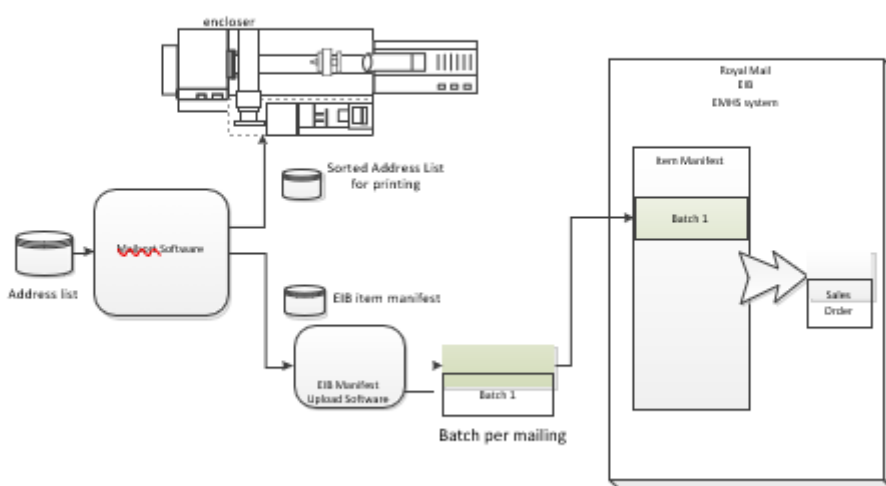 encloser
Royal Mail
EIB
EMHS system
Sorted Address List
for printing
Item Manifest
Batch 1
Software
Address list
EIB item manifest
Sales
Order
EIB Manifest
Upload Software
Batch 1
Batch per mailing